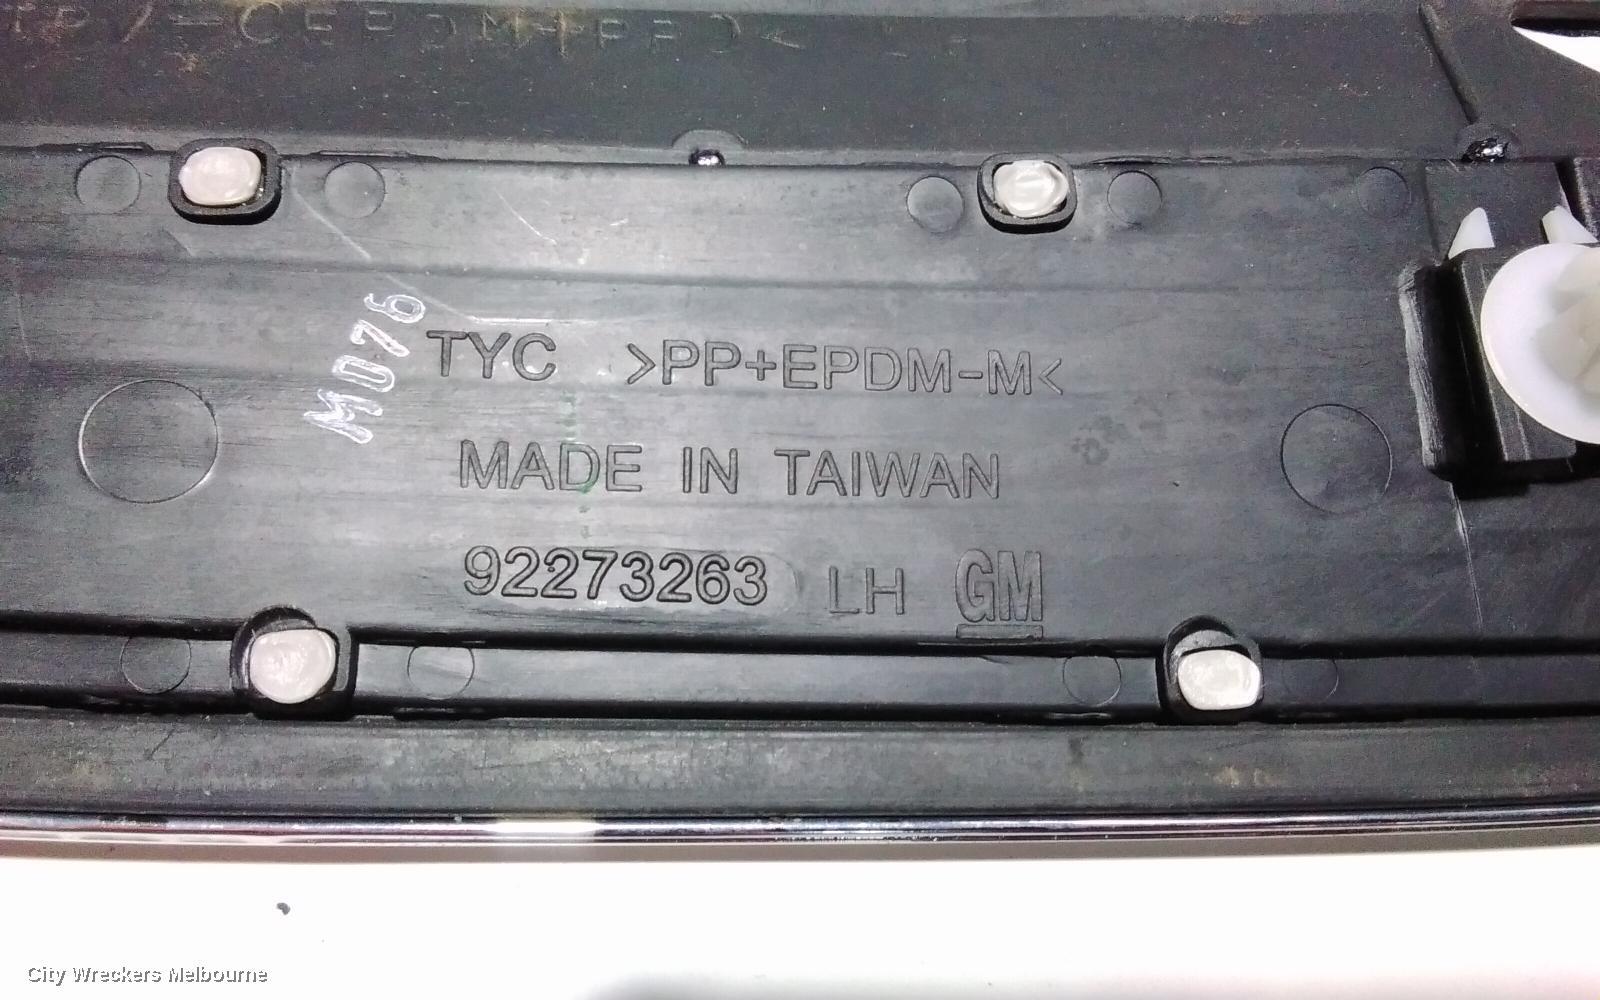 M076
TYC >PP+EPDM-M<
MADE IN TAIWAN
92273263 LH GM
City Wreckers Melbourne